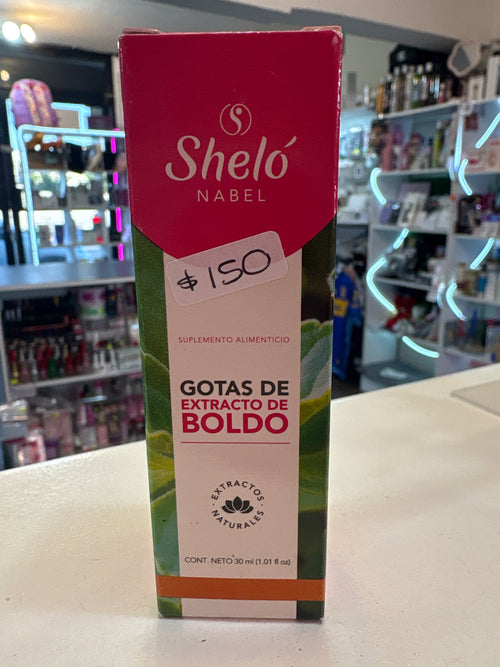 Sheló
NABEL
$150
SUPLEMENTO ALIMENTICIO
GOTAS DE
EXTRACTO DE
BOLDO
EXTRACTOS
NATURALES
CONT. NETO 30 ml (1.01 fl oz)